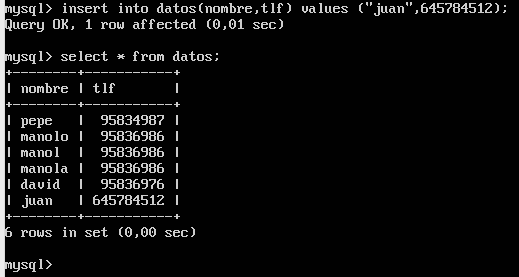 mysql> insert into datos(nombre,tlf) values ("juan",645784512);
Query OK, 1 row affected (0,01 sec)
mysql> select * from datos;
+--------+-----------+
| nombre | tlf       |
+--------+-----------+
| pepe   |  95834987 |
| manolo |  95836986 |
| manol  |  95836986 |
| manola |  95836986 |
| david  |  95836976 |
| juan   | 645784512 |
+--------+-----------+
6 rows in set (0,00 sec)
mysql>